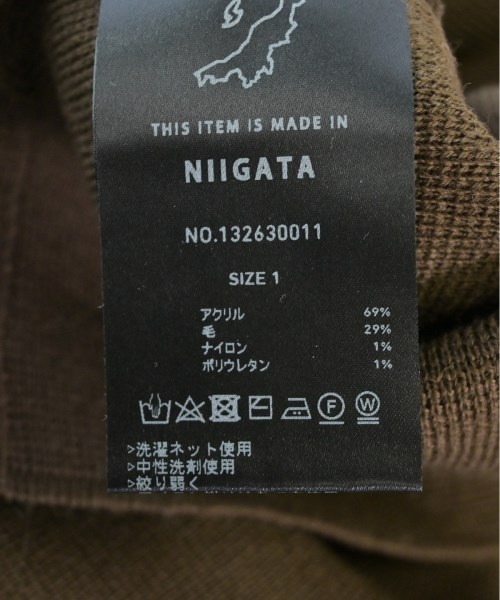 THIS ITEM IS MADE IN
NIIGATA
NO.132630011
SIZE 1
アクリル 69%
毛 29%
ナイロン 1%
ポリウレタン 1%
F W
>洗濯ネット使用
>中性洗剤使用
>絞り弱く